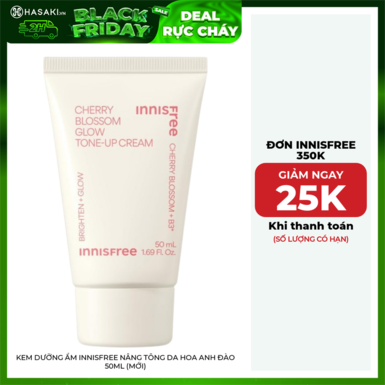 HASAKI.VN
BLACK FRIDAY
SALE
2H
DEAL
RỰC CHÁY
CHERRY
BLOSSOM
GLOW
TONE-UP CREAM
innisfree
CHERRY BLOSSOM + B3*
BRIGHTEN + GLOW
50 mL
1.69 Fl. Oz.
innisfree
ĐƠN INNISFREE
350K
GIẢM NGAY
25K
Khi thanh toán
(SỐ LƯỢNG CÓ HẠN)
KEM DƯỠNG ẨM INNISFREE NÂNG TÔNG DA HOA ANH ĐÀO
50ML (MỚI)